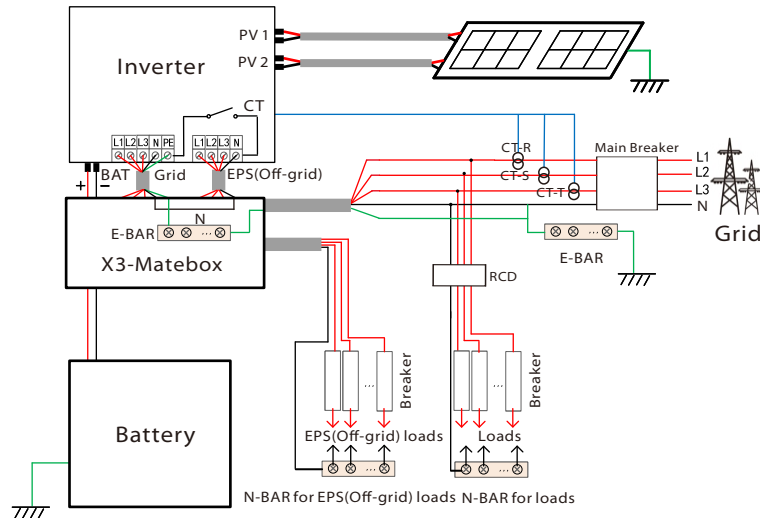 PV 1
Inverter
PV 2
CT
L1 L2 L3 N PE
L1 L2 L3 N
BAT
Grid
EPS(Off-grid)
+
−
CT-R
CT-S
CT-T
Main Breaker
L1
L2
L3
N
Grid
N
E-BAR
...
X3-Matebox
...
E-BAR
RCD
...
Breaker
...
Breaker
Battery
EPS(Off-grid) loads
Loads
...
...
N-BAR for EPS(Off-grid) loads
N-BAR for loads